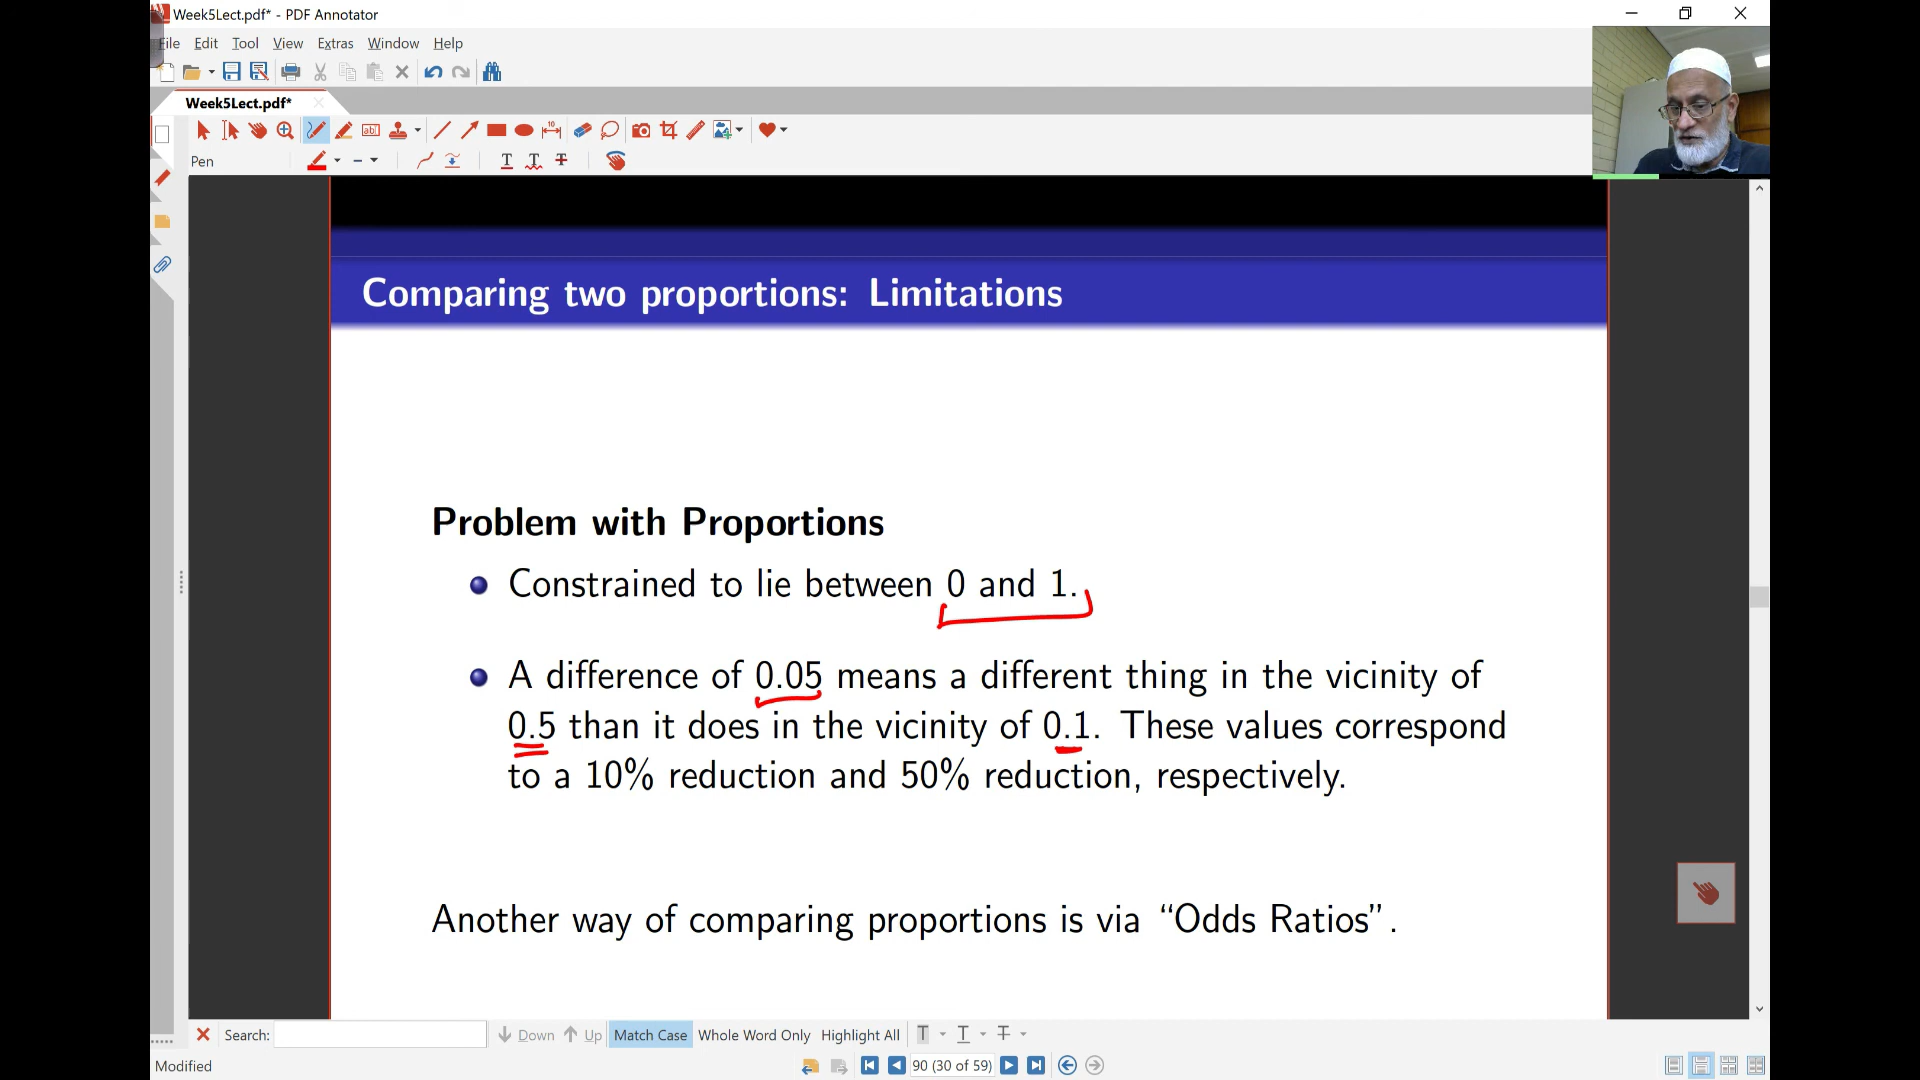 Week5Lect.pdf* - PDF Annotator
File Edit Tool View Extras Window Help
Week5Lect.pdf*
Pen
Comparing two proportions: Limitations
Problem with Proportions
Constrained to lie between 0 and 1.
A difference of 0.05 means a different thing in the vicinity of
0.5 than it does in the vicinity of 0.1. These values correspond
to a 10% reduction and 50% reduction, respectively.
Another way of comparing proportions is via “Odds Ratios”.
Search: Down Up Match Case Whole Word Only Highlight All
Modified 90 (30 of 59)